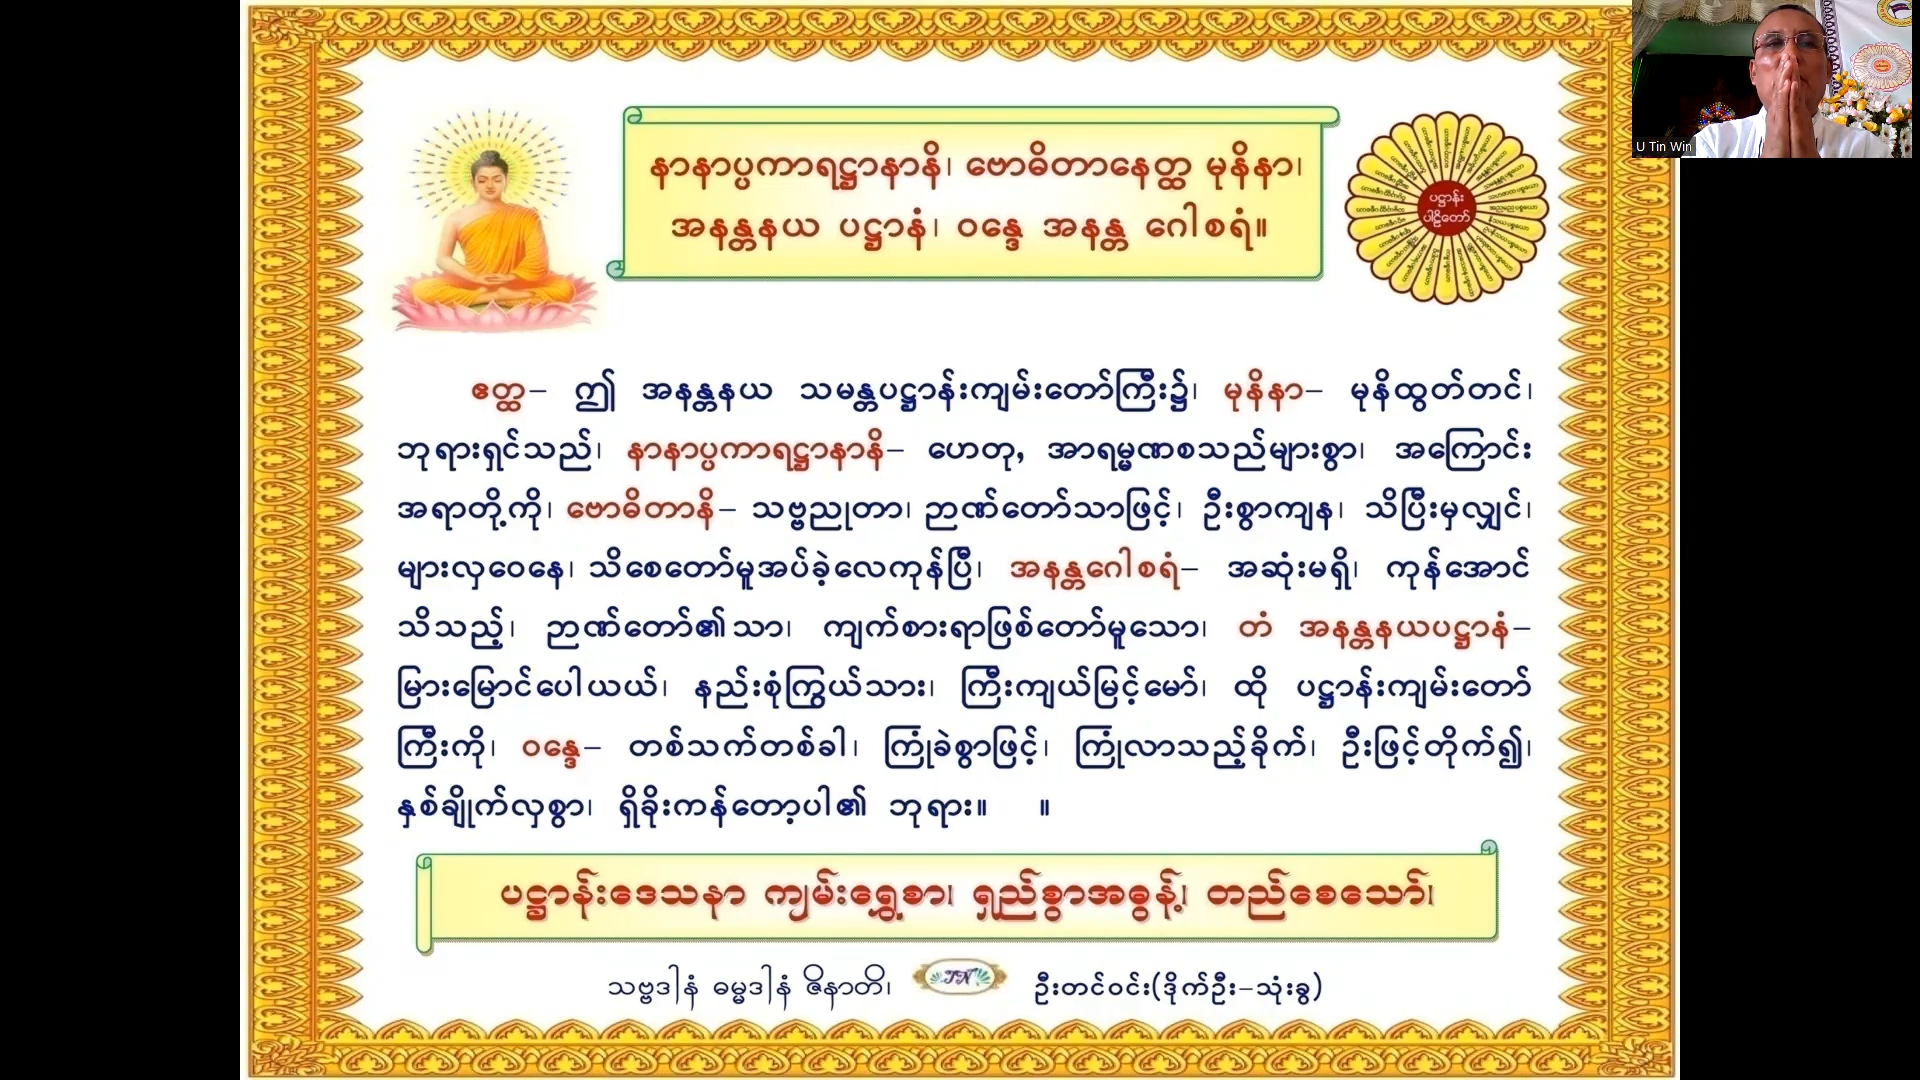 နာနာပ္ပကာရဋ္ဌာနာနိ၊ ဗောဓိတာနေတ္ထ မုနိနာ၊
အနန္တနယ ပဋ္ဌာနံ၊ ဝန္ဒေ အနန္တ ဂေါစရံ။
ပဋ္ဌာန်း
ပါဠိတော်
U Tin Win
ဧတ္ထ– ဤ အနန္တနယ သမန္တပဋ္ဌာန်းကျမ်းတော်ကြီး၌၊ မုနိနာ– မုနိထွတ်တင်၊
ဘုရားရှင်သည်၊ နာနာပ္ပကာရဋ္ဌာနာနိ– ဟေတု, အာရမ္မဏစသည်များစွာ၊ အကြောင်း
အရာတို့ကို၊ ဗောဓိတာနိ– သဗ္ဗညုတာ၊ ဉာဏ်တော်သာဖြင့်၊ ဦးစွာကျန၊ သိပြီးမှလျှင်၊
များလှဝေနေ၊ သိစေတော်မူအပ်ခဲ့လေကုန်ပြီ၊ အနန္တဂေါစရံ– အဆုံးမရှိ၊ ကုန်အောင်
သိသည့်၊ ဉာဏ်တော်၏သာ၊ ကျက်စားရာဖြစ်တော်မူသော၊ တံ အနန္တနယပဋ္ဌာနံ–
မြားမြောင်ပေါယယ်၊ နည်းစုံကြွယ်သား၊ ကြီးကျယ်မြင့်မော်၊ ထို ပဋ္ဌာန်းကျမ်းတော်
ကြီးကို၊ ဝန္ဒေ– တစ်သက်တစ်ခါ၊ ကြုံခဲစွာဖြင့်၊ ကြုံလာသည့်ခိုက်၊ ဦးဖြင့်တိုက်၍၊
နှစ်ချိုက်လှစွာ၊ ရှိခိုးကန်တော့ပါ၏ ဘုရား။ ။
ပဋ္ဌာန်းဒေသနာ ကျမ်းရွှေစာ၊ ရှည်စွာအဓွန့်၊ တည်စေသော်၊
သဗ္ဗဒါနံ ဓမ္မဒါနံ ဇိနာတိ၊ TN ဦးတင်ဝင်း(ဒိုက်ဦး–သုံးခွ)